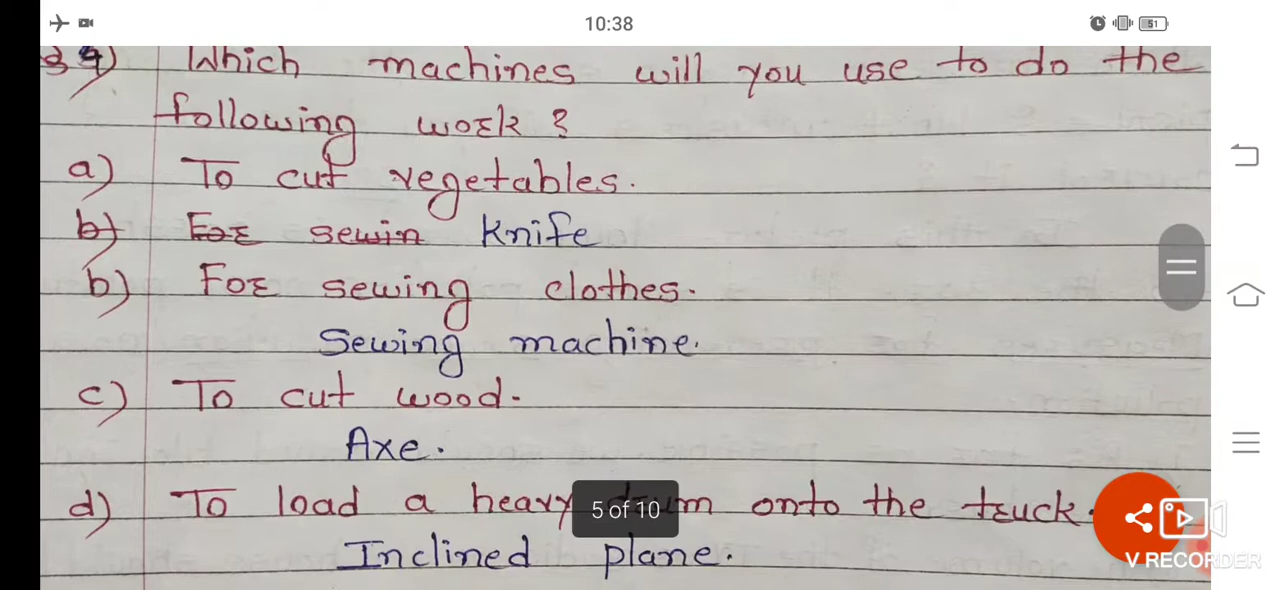 10:38
51
Which machines will you use to do the
following work?
a) To cut vegetables.
b) For sewin Knife
b) For sewing clothes.
Sewing machine.
c) To cut wood.
Axe.
d) To load a heavy drum onto the truck.
5 of 10
Inclined plane.
V RECORDER